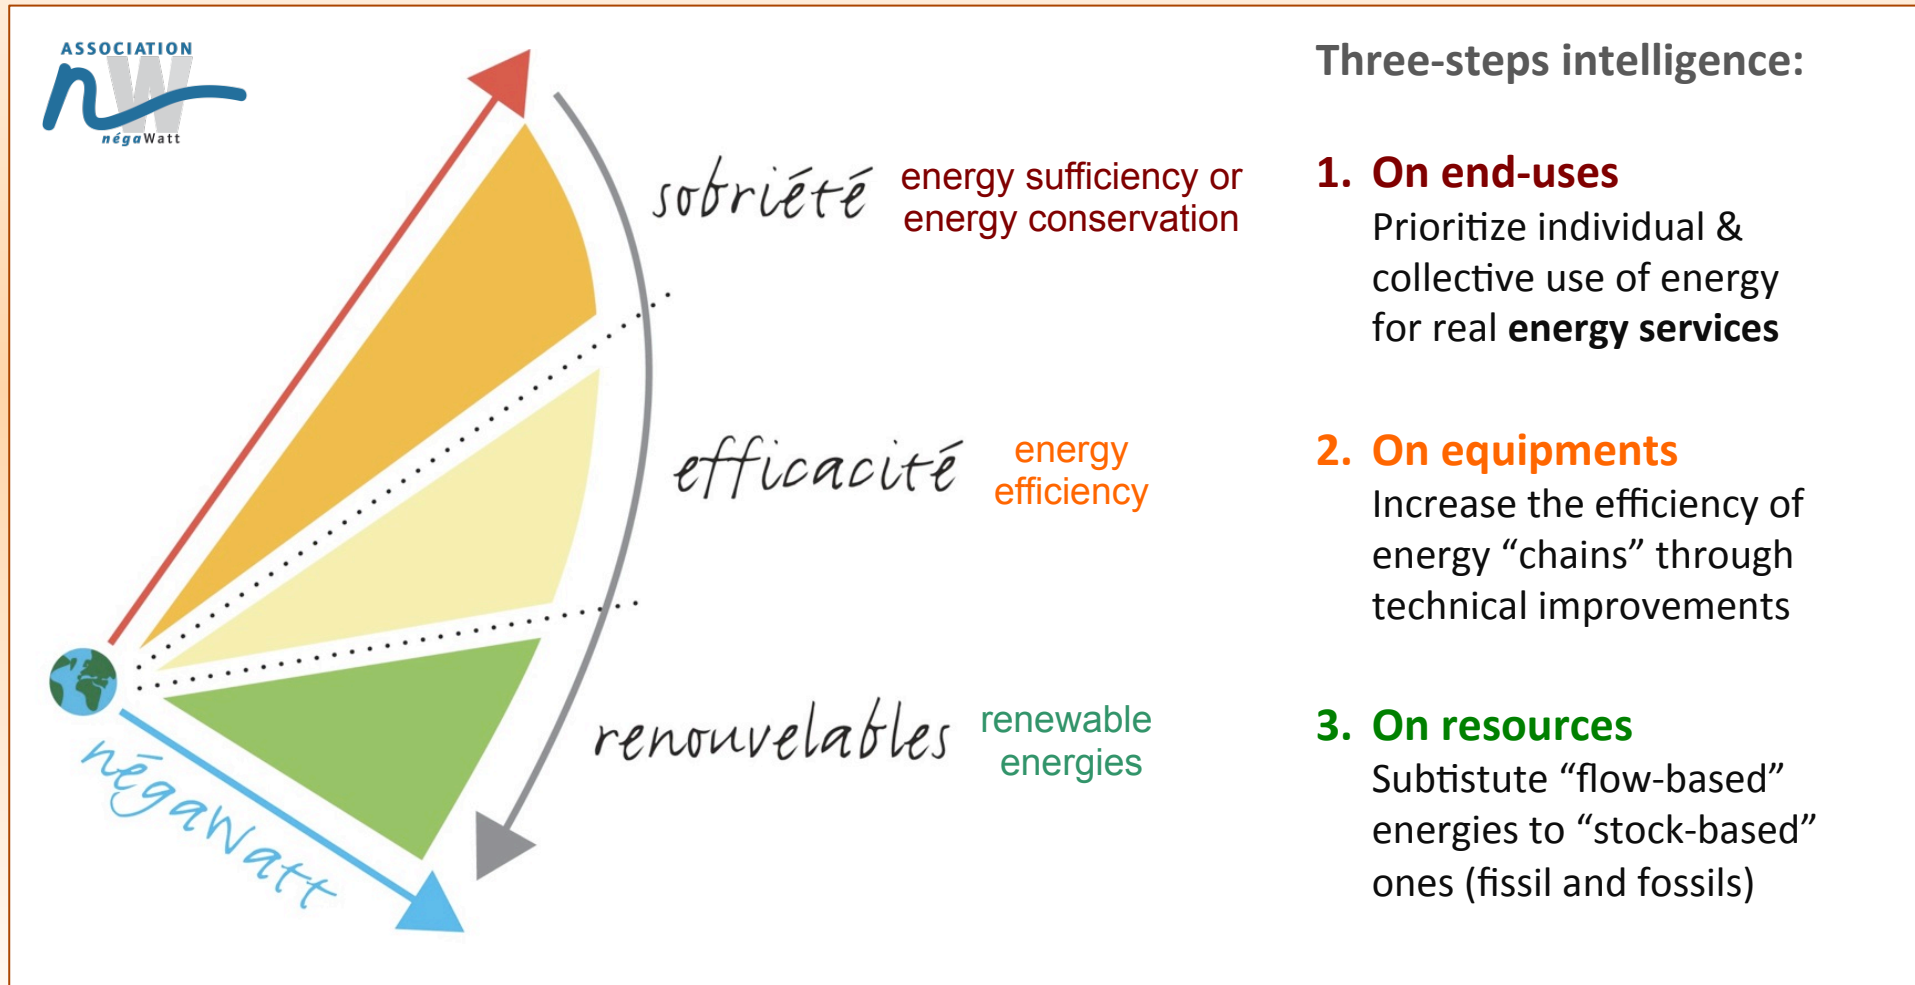 ASSOCIATION
nW
négaWatt
sobriété
energy sufficiency or
energy conservation
efficacité
energy
efficiency
renouvelables
renewable
energies
négaWatt
Three-steps intelligence:
1. On end-uses
Prioritize individual &
collective use of energy
for real energy services
2. On equipments
Increase the efficiency of
energy “chains” through
technical improvements
3. On resources
Subtistute “flow-based”
energies to “stock-based”
ones (fissil and fossils)